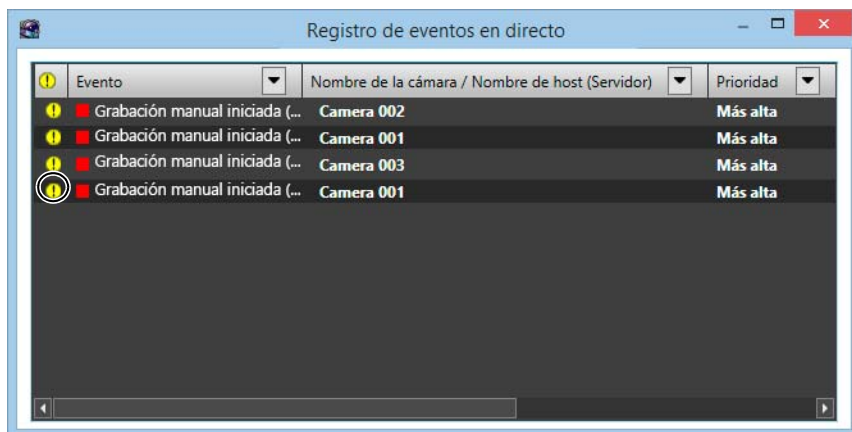 Registro de eventos en directo
Evento Nombre de la cámara / Nombre de host (Servidor) Prioridad
Grabación manual iniciada (... Camera 002 Más alta
Grabación manual iniciada (... Camera 001 Más alta
Grabación manual iniciada (... Camera 003 Más alta
Grabación manual iniciada (... Camera 001 Más alta